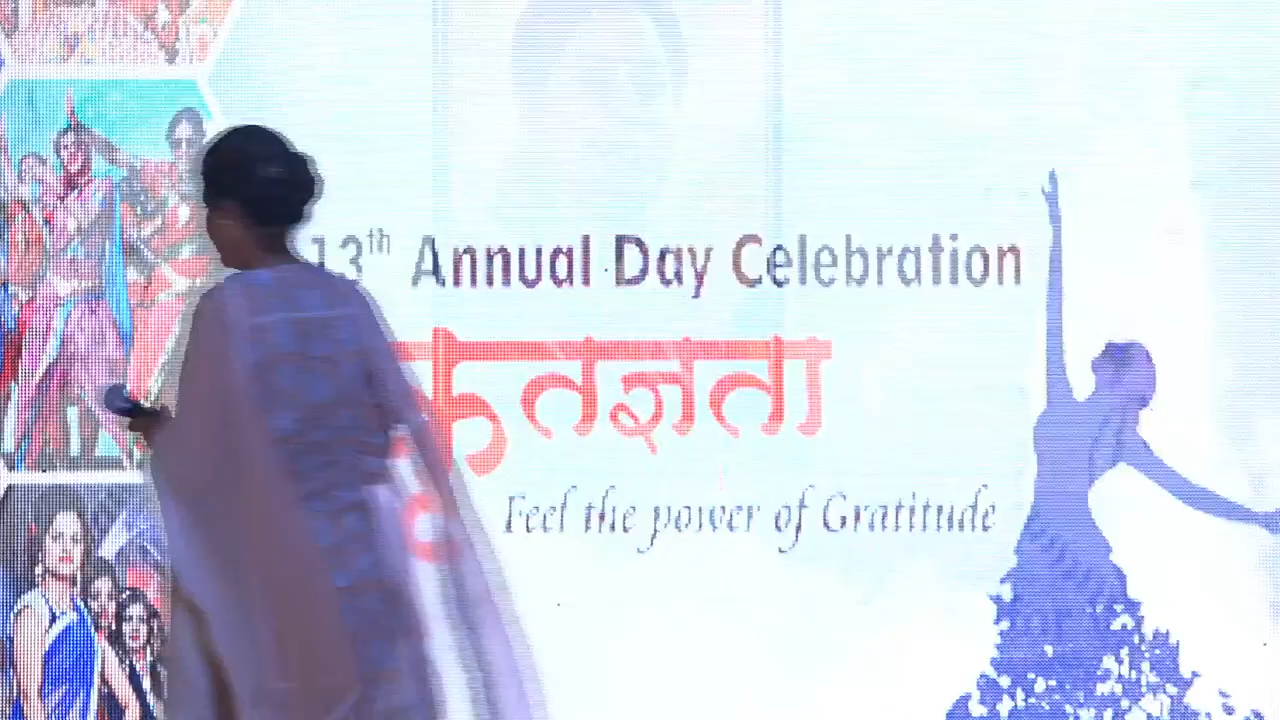 13th Annual Day Celebration
कृतज्ञता
Feel the power of Gratitude